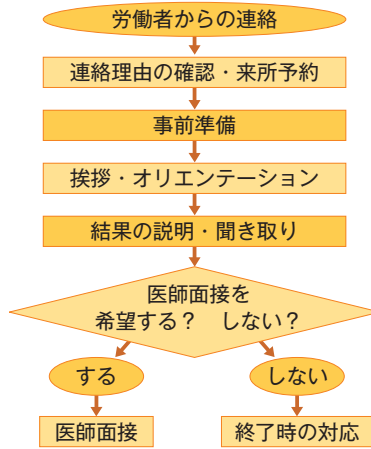 労働者からの連絡
連絡理由の確認・来所予約
事前準備
挨拶・オリエンテーション
結果の説明・聞き取り
医師面接を
希望する？　しない？
する
しない
医師面接
終了時の対応